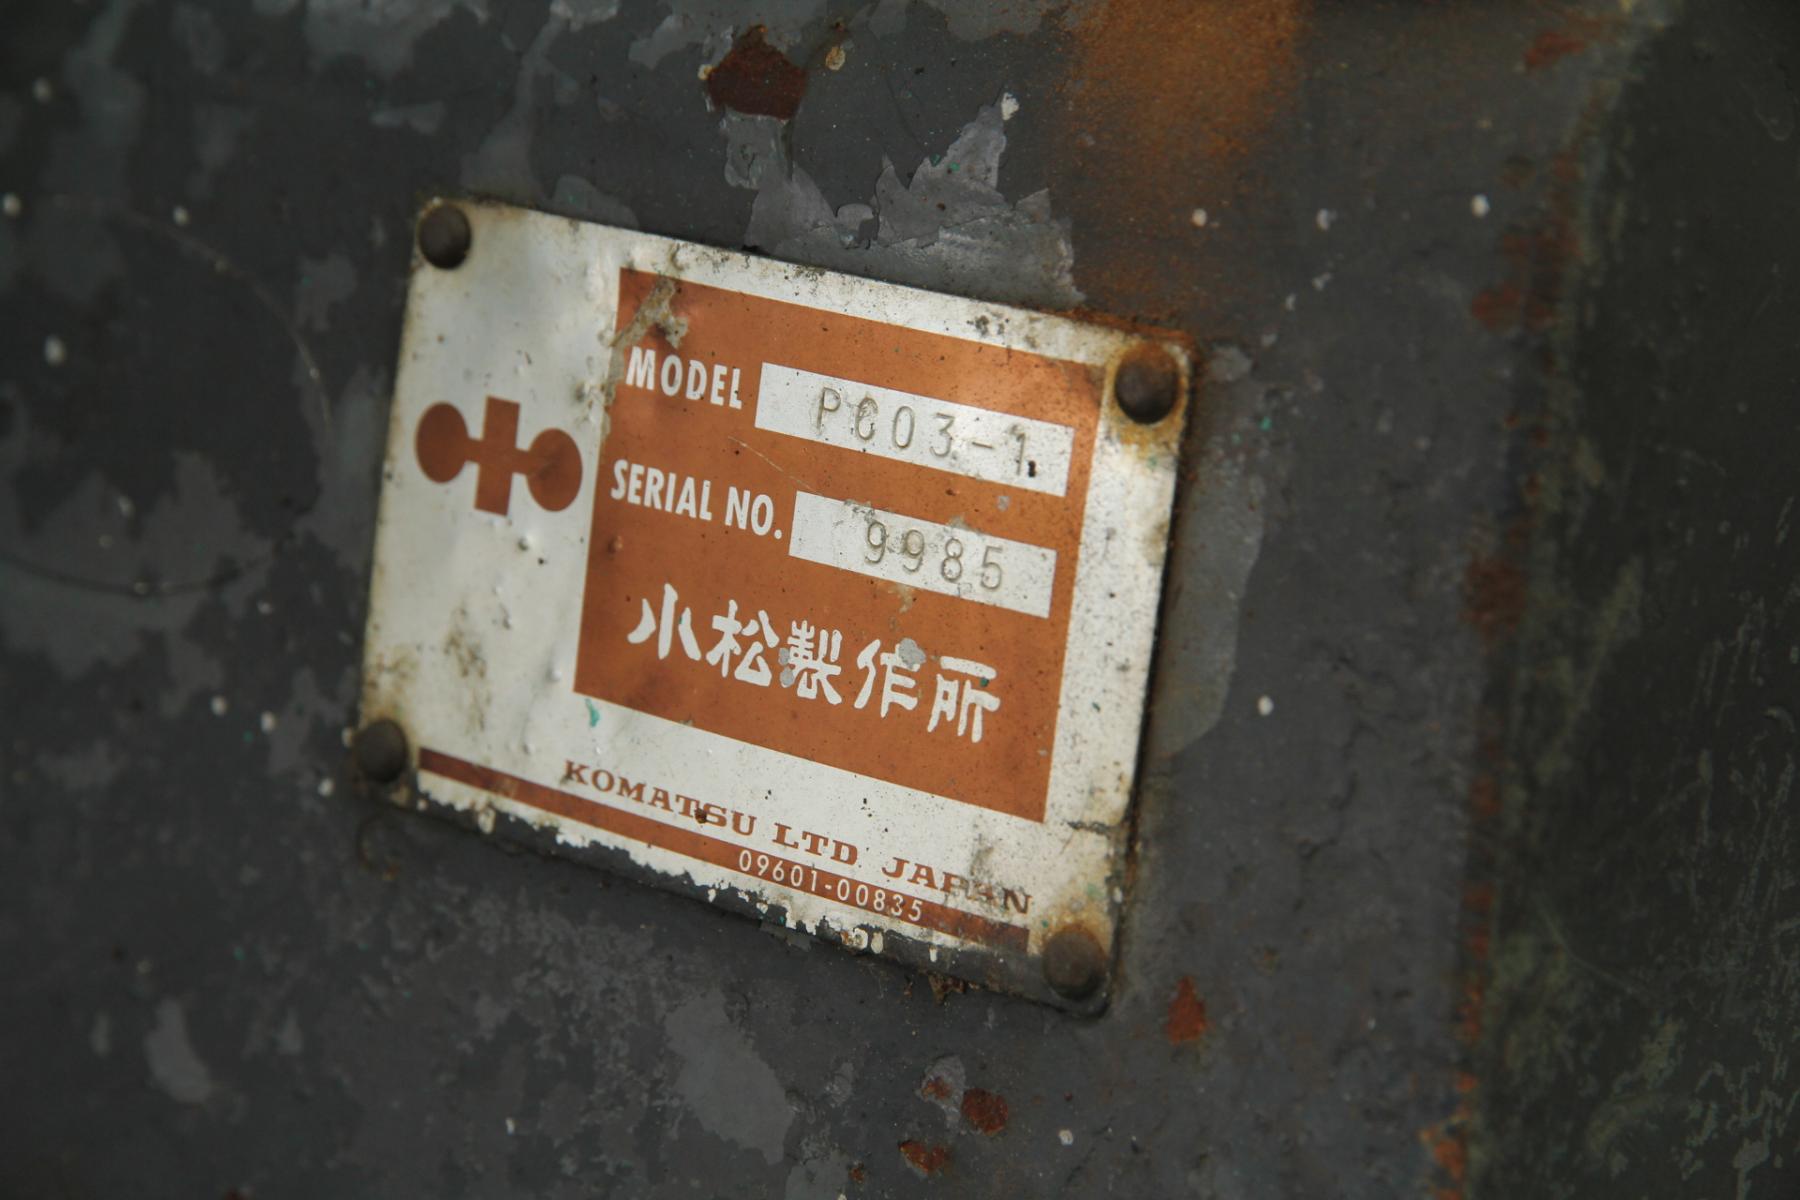 MODEL PC03-1
SERIAL NO. 9985
小松製作所
KOMATSU LTD JAPAN
09601-00835